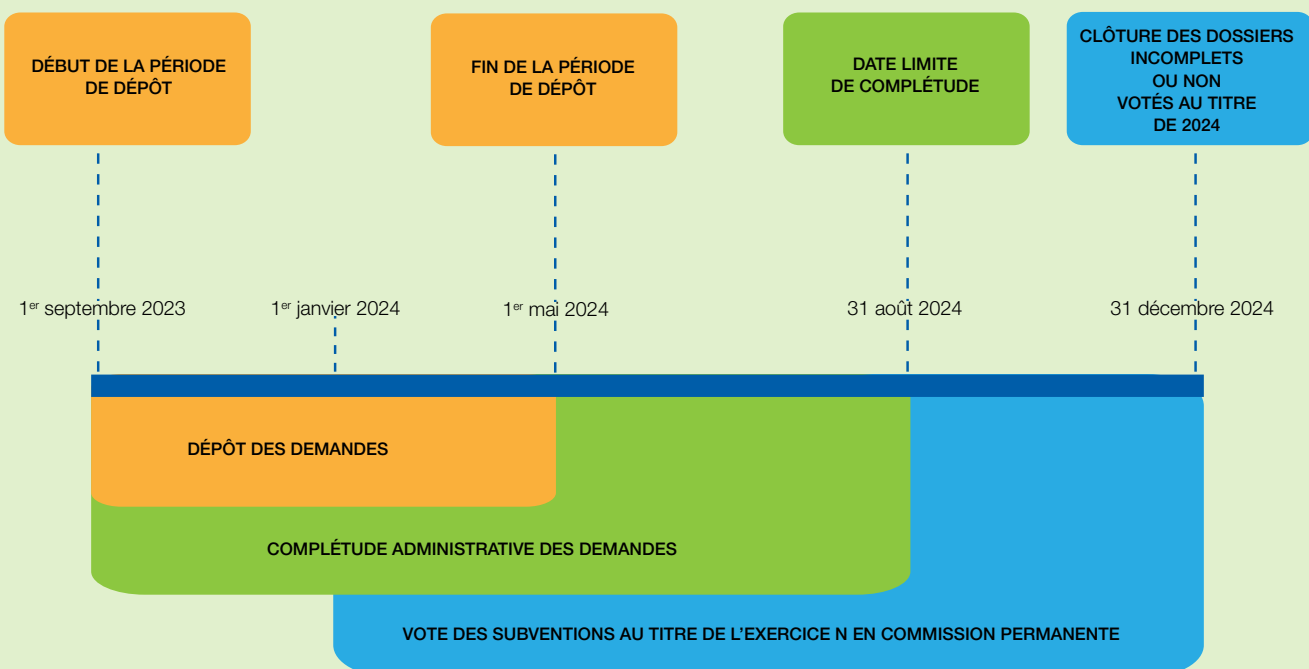 DÉBUT DE LA PÉRIODE
DE DÉPÔT
FIN DE LA PÉRIODE
DE DÉPÔT
DATE LIMITE
DE COMPLÉTUDE
CLÔTURE DES DOSSIERS
INCOMPLETS
OU NON
VOTÉS AU TITRE
DE 2024
1er septembre 2023
1er janvier 2024
1er mai 2024
31 août 2024
31 décembre 2024
DÉPÔT DES DEMANDES
COMPLÉTUDE ADMINISTRATIVE DES DEMANDES
VOTE DES SUBVENTIONS AU TITRE DE L'EXERCICE N EN COMMISSION PERMANENTE